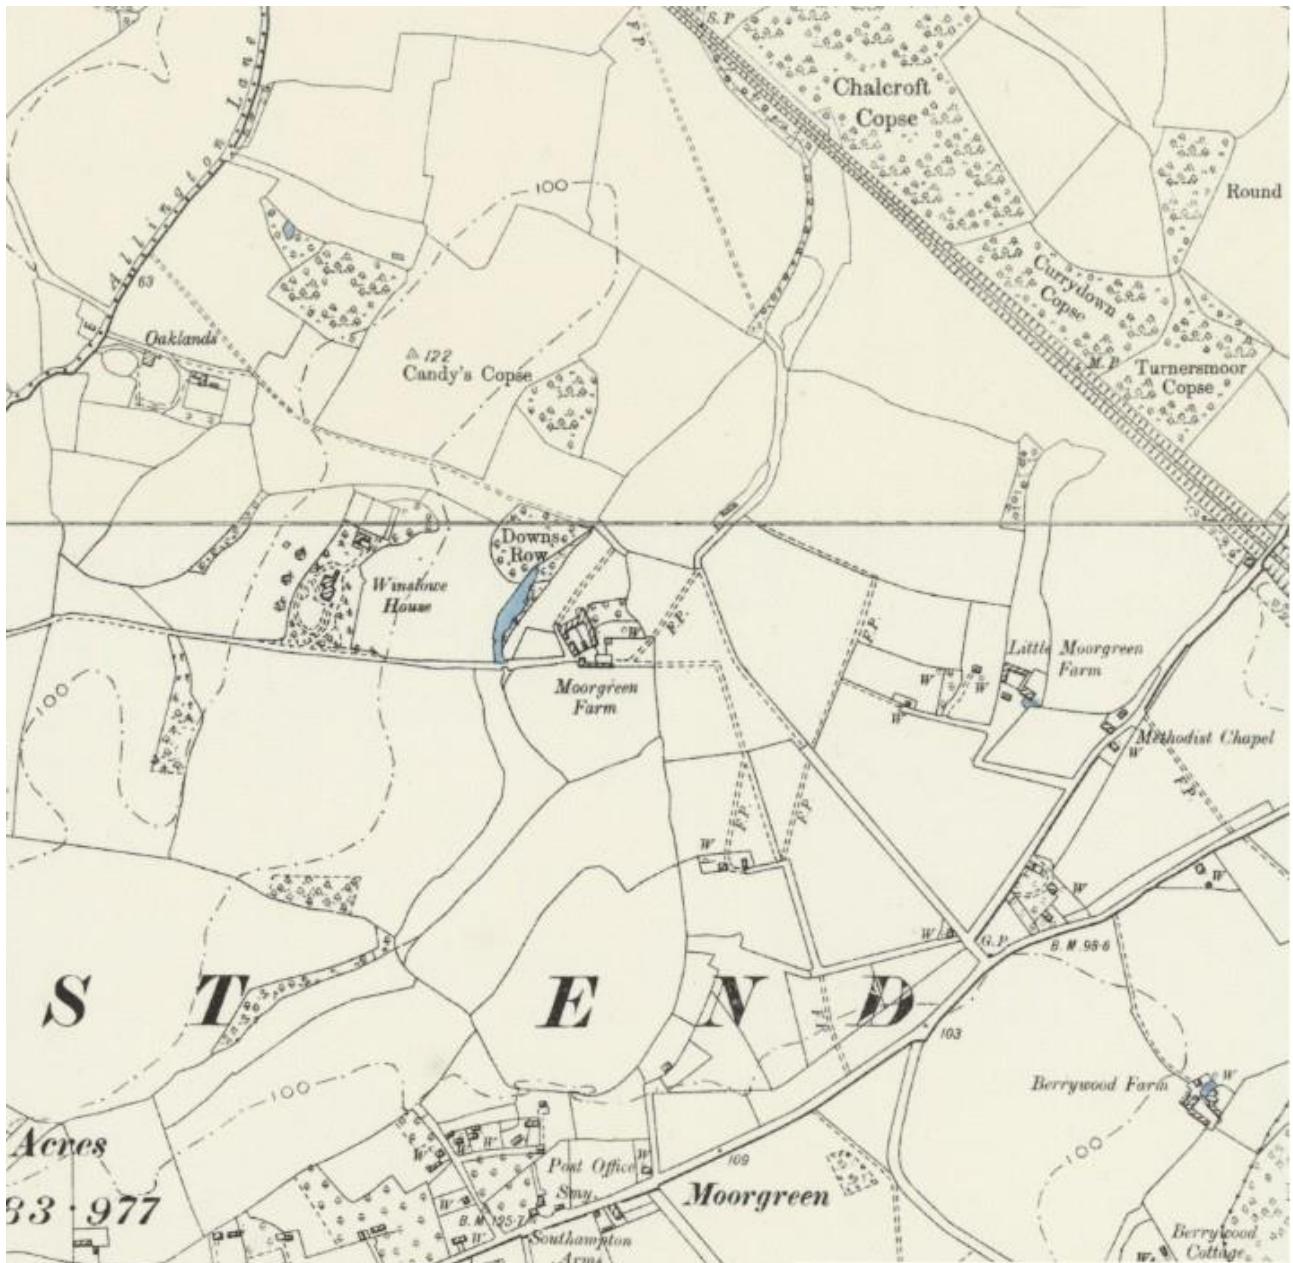 S.P
F.P.
Chalcroft
Copse
Allington Lane
100
Round
63
Currydown
Copse
Oaklands
122
Candy's Copse
M.P.
Turnersmoor
Copse
Downs
Row
Winslowe
House
W
F.P.
F.P.
Little Moorgreen
Farm
Moorgreen
Farm
W
W
W
100
Methodist Chapel
W
F.P.
F.P.
F.P.
W
W
W
W
G.P.
B.M. 98·6
S T E N D
F.P.
103
Berrywood Farm
W
100
100
Acres
W
W
Post Office
W
109
Smy.
Moorgreen
83·977
W
B.M. 125·7
W
Southampton
Arms
Berrywood
Cottage
W.